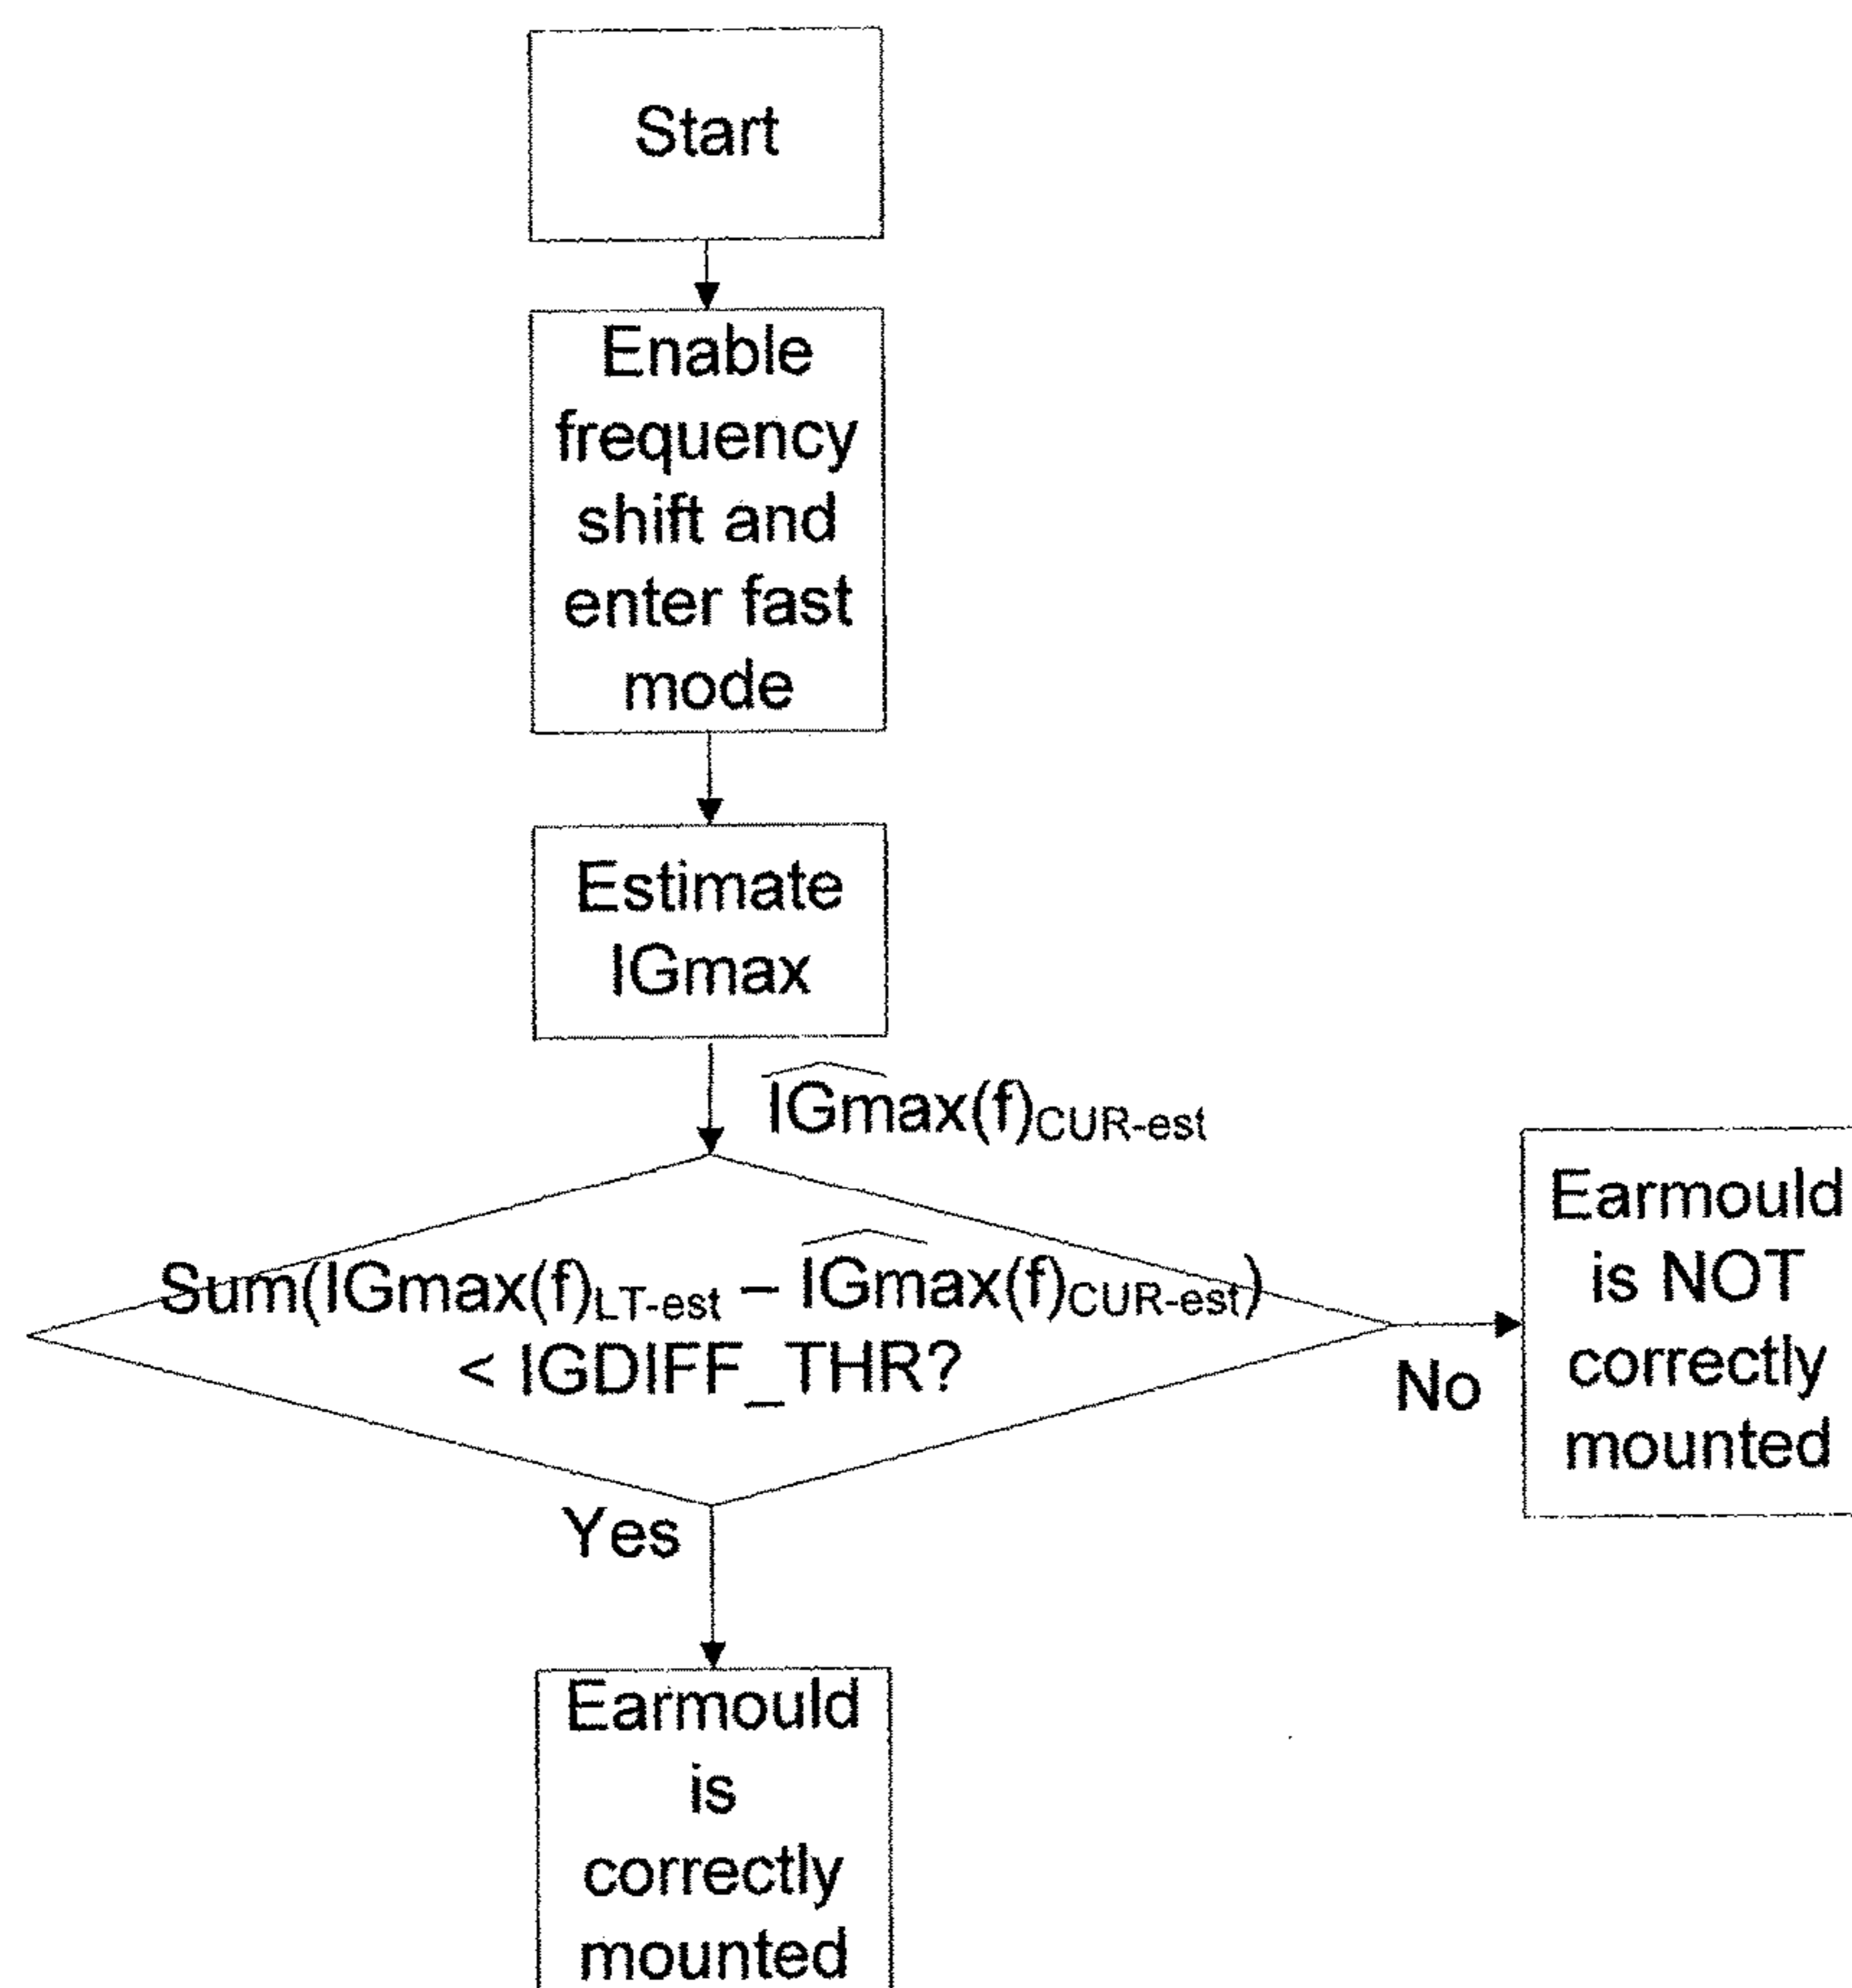 Start
Enable
frequency
shift and
enter fast
mode
Estimate
IGmax
IGmax(f)CUR-est
Sum(IGmax(f)LT-est – IGmax(f)CUR-est)
< IGDIFF_THR?
No
Earmould
is NOT
correctly
mounted
Yes
Earmould
is
correctly
mounted